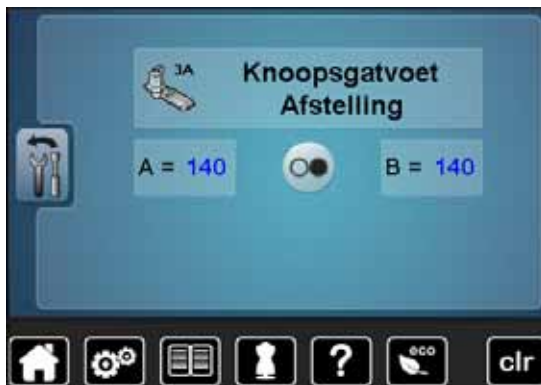 3A
Knoopsgatvoet
Afstelling
A = 140
B = 140
?
eco
clr